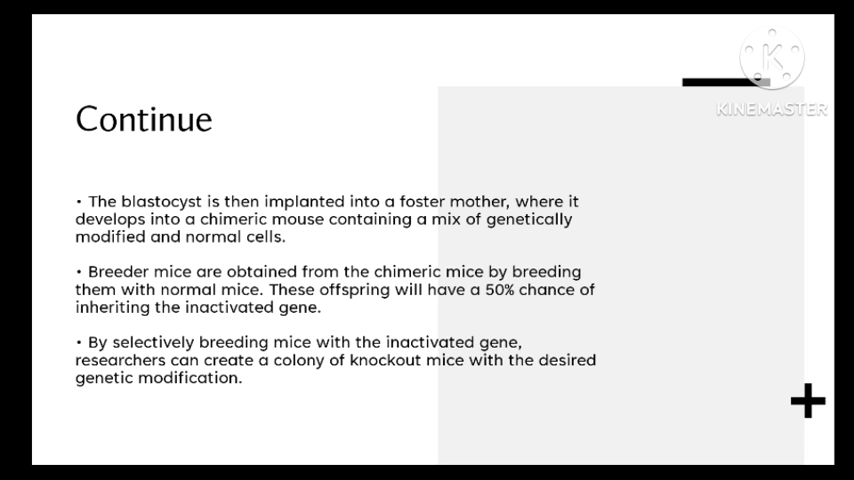 KINEMASTER
Continue
• The blastocyst is then implanted into a foster mother, where it
develops into a chimeric mouse containing a mix of genetically
modified and normal cells.
• Breeder mice are obtained from the chimeric mice by breeding
them with normal mice. These offspring will have a 50% chance of
inheriting the inactivated gene.
• By selectively breeding mice with the inactivated gene,
researchers can create a colony of knockout mice with the desired
genetic modification.